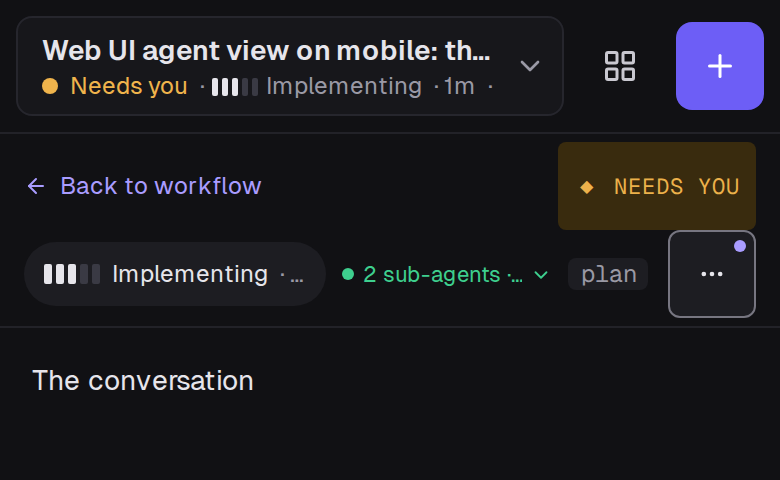 Web UI agent view on mobile: th…
Needs you · Implementing · 1m ·
← Back to workflow
◆ NEEDS YOU
Implementing · …
2 sub-agents ·…
plan
The conversation